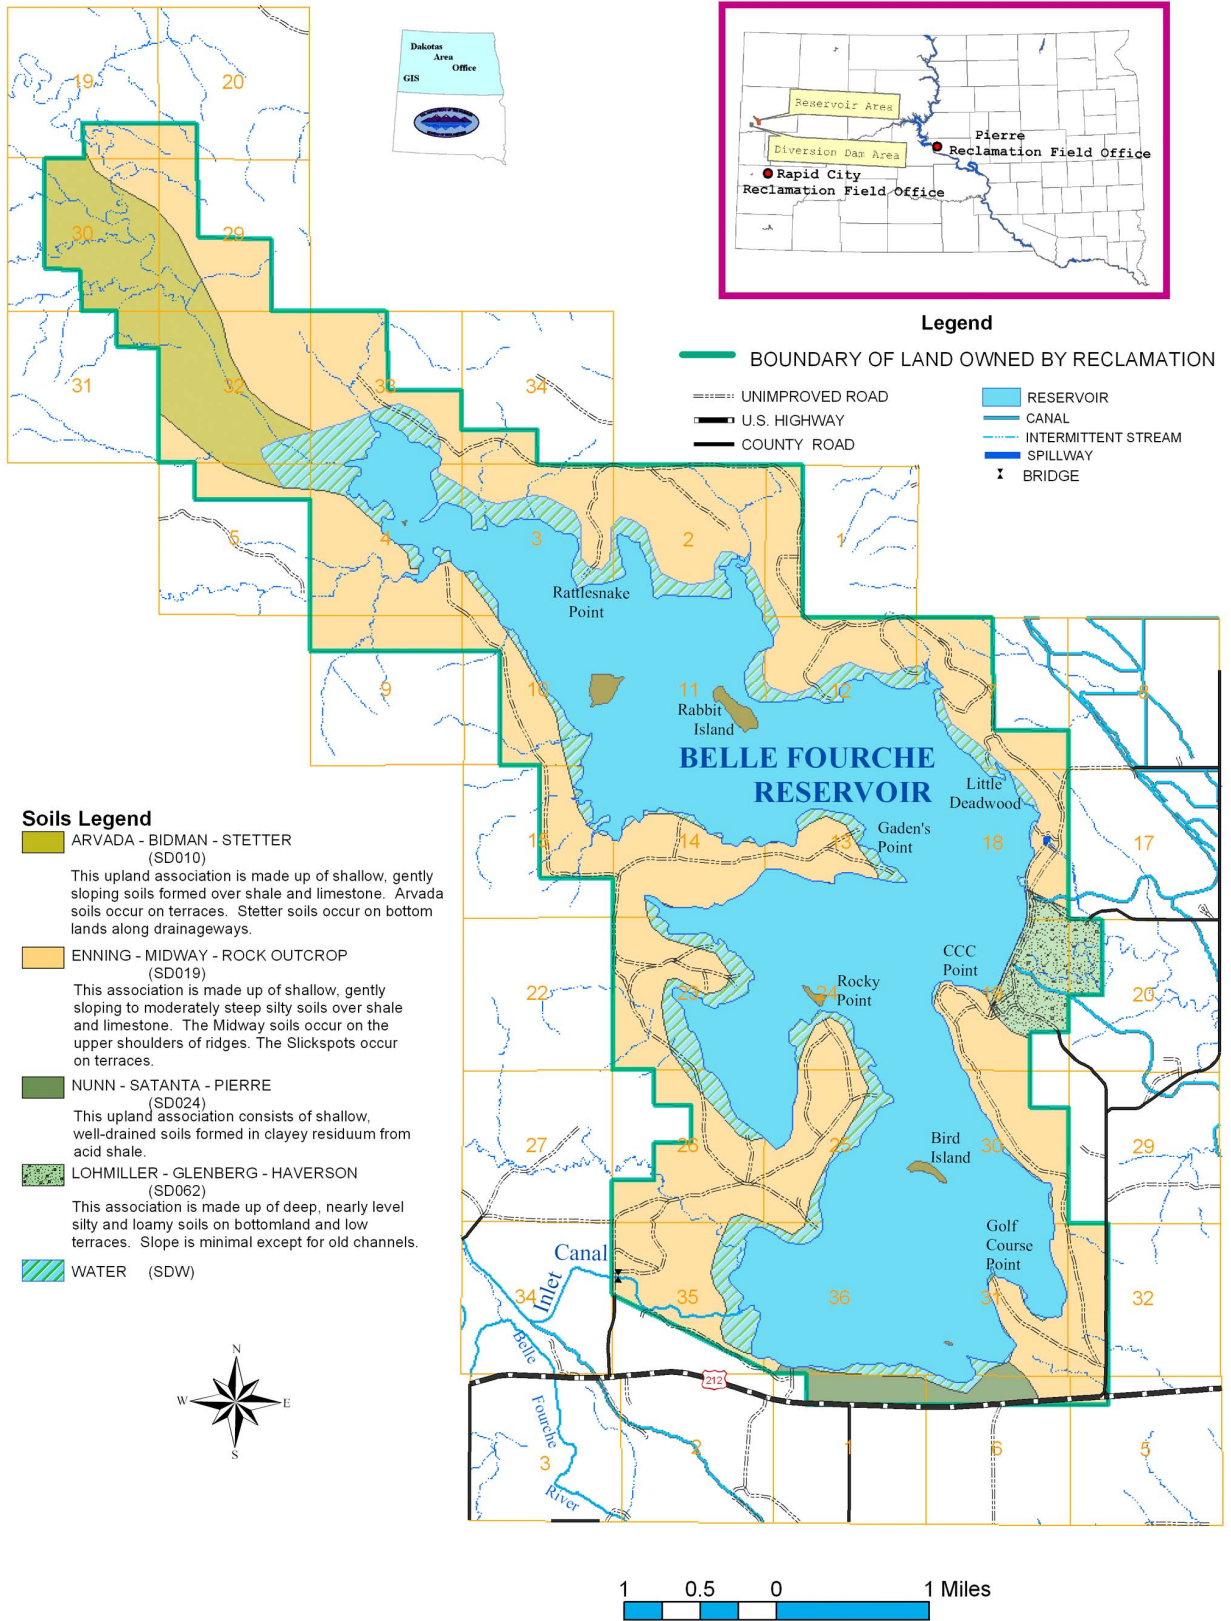 Dakotas
Area
Office
GIS
Reservoir Area
Diversion Dam Area
Pierre
Reclamation Field Office
Rapid City
Reclamation Field Office
Legend
BOUNDARY OF LAND OWNED BY RECLAMATION
UNIMPROVED ROAD
U.S. HIGHWAY
COUNTY ROAD
RESERVOIR
CANAL
INTERMITTENT STREAM
SPILLWAY
BRIDGE
19
20
30
29
31
32
33
34
5
4
3
2
1
Rattlesnake
Point
9
10
11
12
7
8
Rabbit
Island
BELLE FOURCHE
RESERVOIR
Little
Deadwood
15
14
13
18
17
Gaden's
Point
CCC
Point
22
23
24
19
20
Rocky
Point
27
26
25
30
29
Bird
Island
Golf
Course
Point
34
35
36
31
32
Inlet
Canal
Belle
Fourche
River
212
3
2
1
6
5
Soils Legend
ARVADA - BIDMAN - STETTER
(SD010)
This upland association is made up of shallow, gently
sloping soils formed over shale and limestone. Arvada
soils occur on terraces. Stetter soils occur on bottom
lands along drainageways.
ENNING - MIDWAY - ROCK OUTCROP
(SD019)
This association is made up of shallow, gently
sloping to moderately steep silty soils over shale
and limestone. The Midway soils occur on the
upper shoulders of ridges. The Slickspots occur
on terraces.
NUNN - SATANTA - PIERRE
(SD024)
This upland association consists of shallow,
well-drained soils formed in clayey residuum from
acid shale.
LOHMILLER - GLENBERG - HAVERSON
(SD062)
This association is made up of deep, nearly level
silty and loamy soils on bottomland and low
terraces. Slope is minimal except for old channels.
WATER (SDW)
N
W
E
S
1 0.5 0 1 Miles